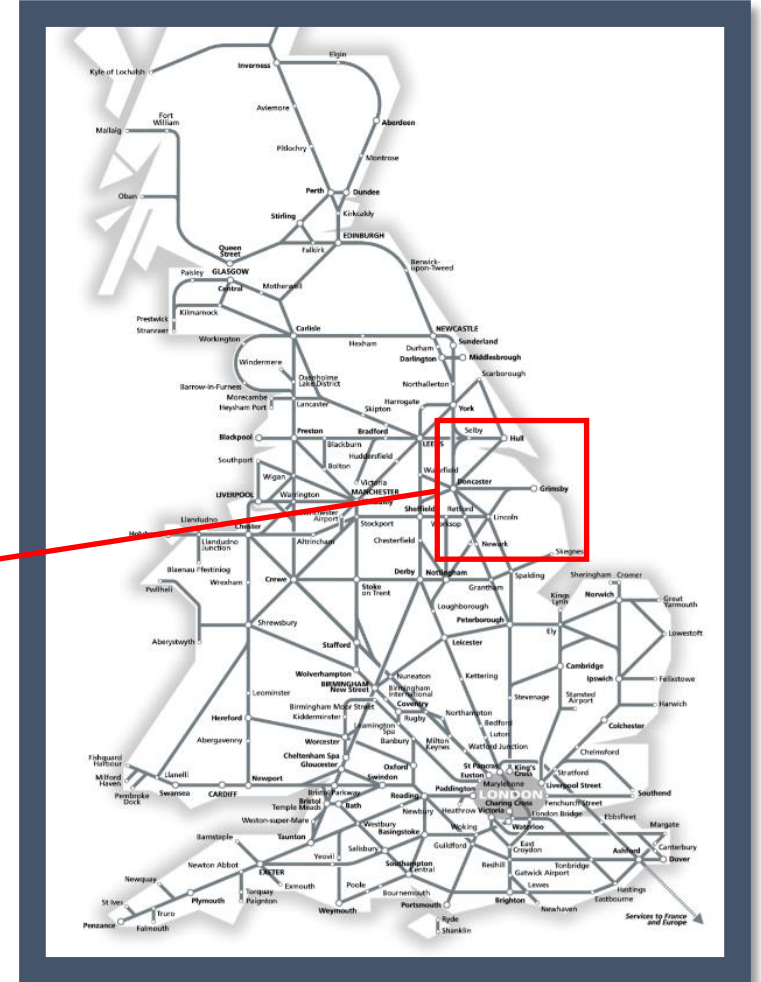 Elgin
Inverness
Kyle of Lochalsh
Aviemore
Fort
William
Mallaig
Aberdeen
Pitlochry
Montrose
Perth
Dundee
Oban
Stirling
Kirkcaldy
EDINBURGH
Queen
Street
Falkirk
Berwick-
upon-Tweed
Paisley
GLASGOW
Central
Motherwell
Prestwick
Kilmarnock
Stranraer
Carlisle
NEWCASTLE
Workington
Hexham
Sunderland
Durham
Darlington
Middlesbrough
Windermere
Oxenholme
Lake District
Scarborough
Barrow-in-Furness
Northallerton
Morecambe
Heysham Port
Lancaster
Harrogate
York
Skipton
Blackpool
Preston
Bradford
LEEDS
Selby
Hull
Blackburn
Huddersfield
Southport
Bolton
Wakefield
Wigan
Victoria
Doncaster
LIVERPOOL
Warrington
MANCHESTER
Grimsby
Airport
Sheffield
Retford
Lincoln
Llandudno
Chester
Stockport
Worksop
Llandudno
Junction
Altrincham
Chesterfield
Newark
Skegness
Blaenau Ffestiniog
Wrexham
Crewe
Stoke
on Trent
Derby
Nottingham
Grantham
Spalding
Sheringham
Cromer
Pwllheli
Kings
Lynn
Norwich
Great
Yarmouth
Loughborough
Peterborough
Shrewsbury
Ely
Lowestoft
Aberystwyth
Stafford
Leicester
Wolverhampton
Cambridge
BIRMINGHAM
New Street
Nuneaton
Kettering
Ipswich
Felixstowe
Birmingham
International
Leominster
Coventry
Stevenage
Stansted
Airport
Harwich
Birmingham Moor Street
Kidderminster
Rugby
Northampton
Hereford
Leamington
Spa
Bedford
Colchester
Abergavenny
Worcester
Banbury
Milton
Keynes
Luton
Watford Junction
Chelmsford
Fishguard
Harbour
Cheltenham Spa
Gloucester
Oxford
St Pancras
Euston
King's
Cross
Stratford
Milford
Haven
Llanelli
Newport
Swindon
Marylebone
Liverpool Street
Pembroke
Dock
Swansea
CARDIFF
Bristol Parkway
Reading
Paddington
LONDON
Southend
Bristol
Temple Meads
Bath
Newbury
Heathrow
Victoria
Charing Cross
Fenchurch Street
London Bridge
Ebbsfleet
Weston-super-Mare
Westbury
Basingstoke
Woking
Waterloo
Margate
Barnstaple
Taunton
Salisbury
Guildford
East
Croydon
Canterbury
Yeovil
Ashford
Dover
Newton Abbot
Southampton
Central
Redhill
Tonbridge
EXETER
Gatwick Airport
Newquay
Exmouth
Poole
Lewes
Hastings
St Ives
Plymouth
Torquay
Paignton
Bournemouth
Portsmouth
Brighton
Eastbourne
Truro
Weymouth
Newhaven
Penzance
Falmouth
Ryde
Shanklin
Services to France
and Europe